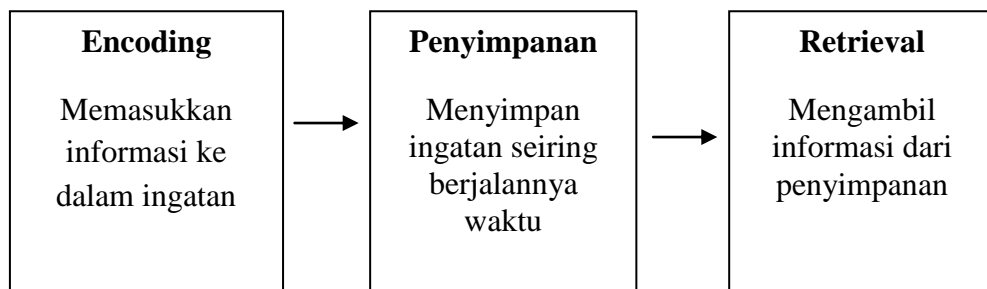 Encoding
Memasukkan
informasi ke
dalam ingatan
Penyimpanan
Menyimpan
ingatan seiring
berjalannya
waktu
Retrieval
Mengambil
informasi dari
penyimpanan